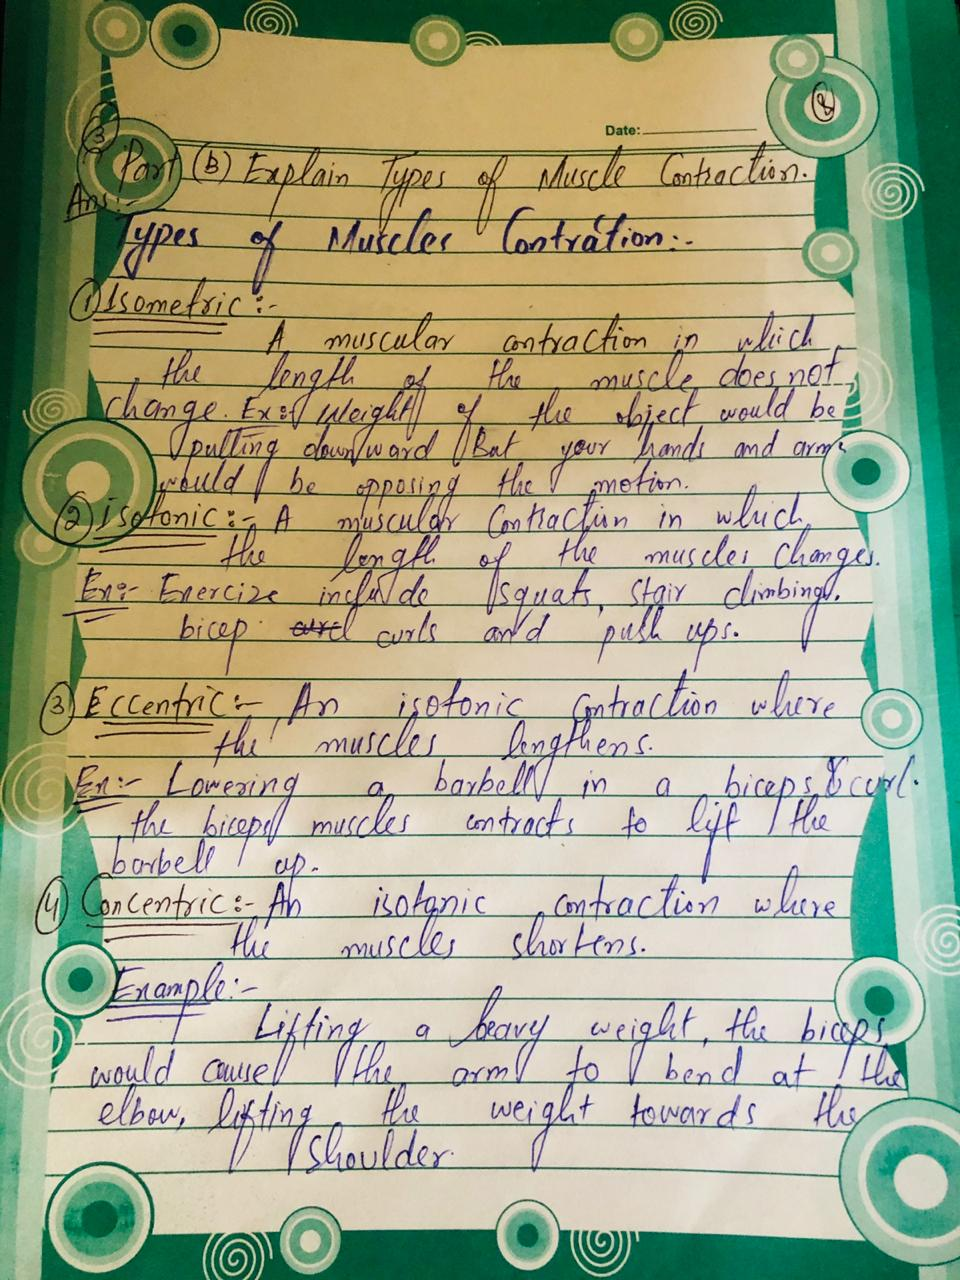 8
Date:
3
Part (B) Explain Types of Muscle Contraction.
Ans:-
Types of Muscles Contration:-
① Isometric:-
A muscular contraction in which
the length of the muscle does not
change. Ex:- Weight of the object would be
pulling downward But your hands and arms
would be opposing the motion.
② Isotonic:- A muscular Contraction in which
the length of the muscles changes.
Ex:- Exercize include squats, stair climbing,
bicep curls and push ups.
③ Eccentric:- An isotonic contraction where
the muscles lengthens.
Ex:- Lowering a barbell in a biceps curl.
the biceps muscles contracts to lift the
barbell up.
④ Concentric:- An isotonic contraction where
the muscles shortens.
Example:-
Lifting a heavy weight, the biceps
would cause the arm to bend at the
elbow, lifting the weight towards the
shoulder.